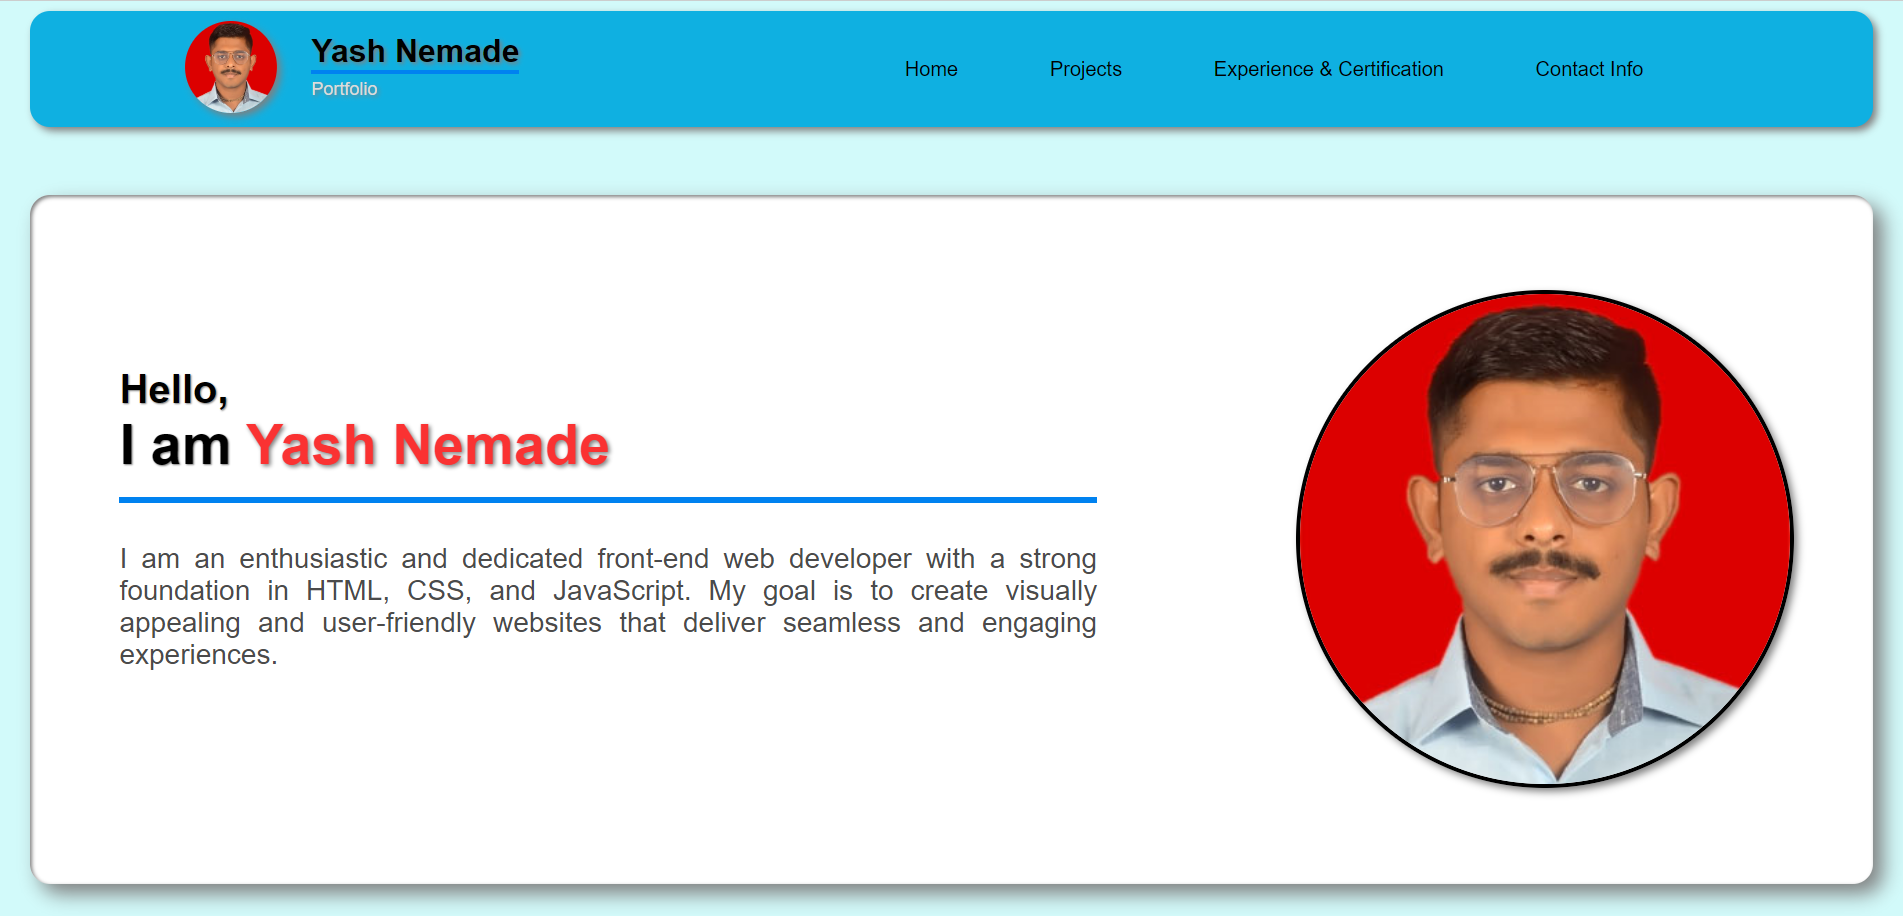 Yash Nemade
Portfolio
Home
Projects
Experience & Certification
Contact Info
Hello,
I am Yash Nemade
I am an enthusiastic and dedicated front-end web developer with a strong
foundation in HTML, CSS, and JavaScript. My goal is to create visually
appealing and user-friendly websites that deliver seamless and engaging
experiences.